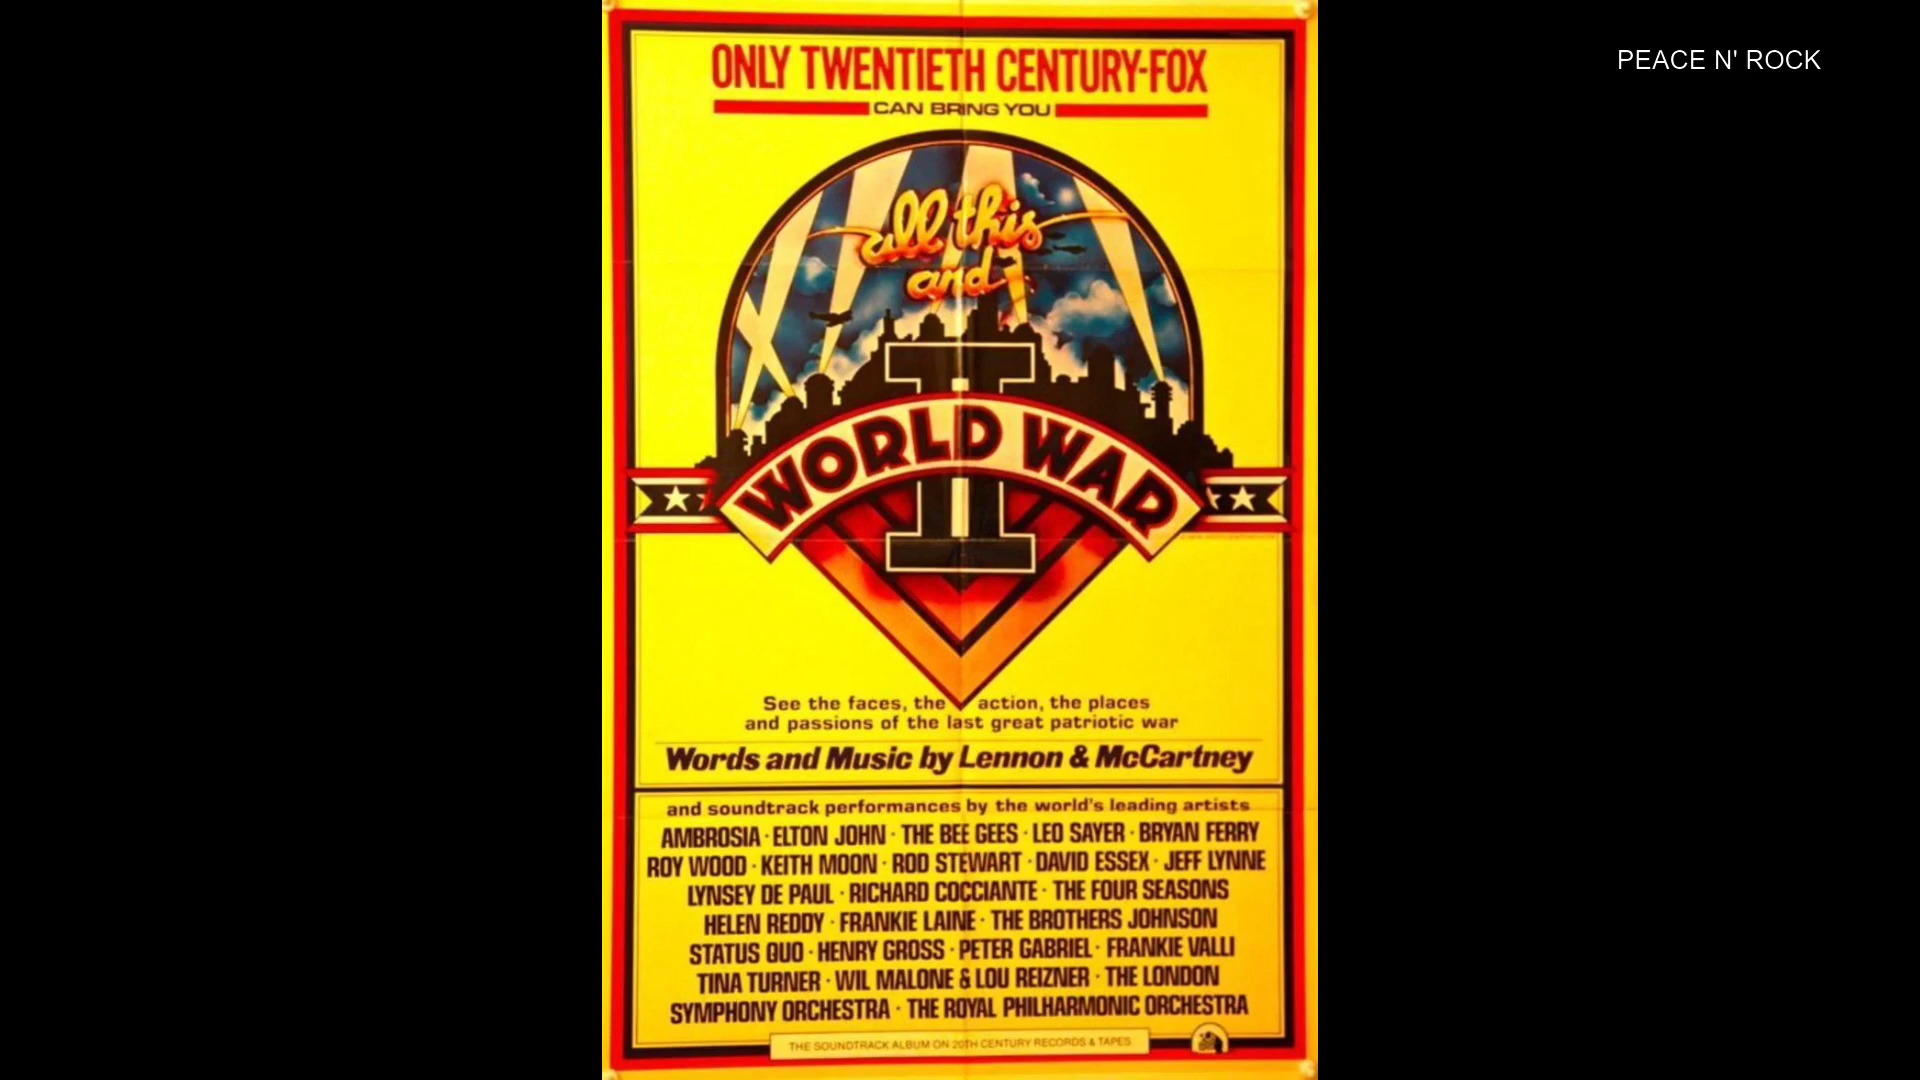 PEACE N' ROCK
ONLY TWENTIETH CENTURY-FOX
CAN BRING YOU
all this
and
II
WORLD WAR
See the faces, the action, the places
and passions of the last great patriotic war
Words and Music by Lennon & McCartney
and soundtrack performances by the world's leading artists
AMBROSIA · ELTON JOHN · THE BEE GEES · LEO SAYER · BRYAN FERRY
ROY WOOD · KEITH MOON · ROD STEWART · DAVID ESSEX · JEFF LYNNE
LYNSEY DE PAUL · RICHARD COCCIANTE · THE FOUR SEASONS
HELEN REDDY · FRANKIE LAINE · THE BROTHERS JOHNSON
STATUS QUO · HENRY GROSS · PETER GABRIEL · FRANKIE VALLI
TINA TURNER · WIL MALONE & LOU REIZNER · THE LONDON
SYMPHONY ORCHESTRA · THE ROYAL PHILHARMONIC ORCHESTRA
THE SOUNDTRACK ALBUM ON 20TH CENTURY RECORDS & TAPES